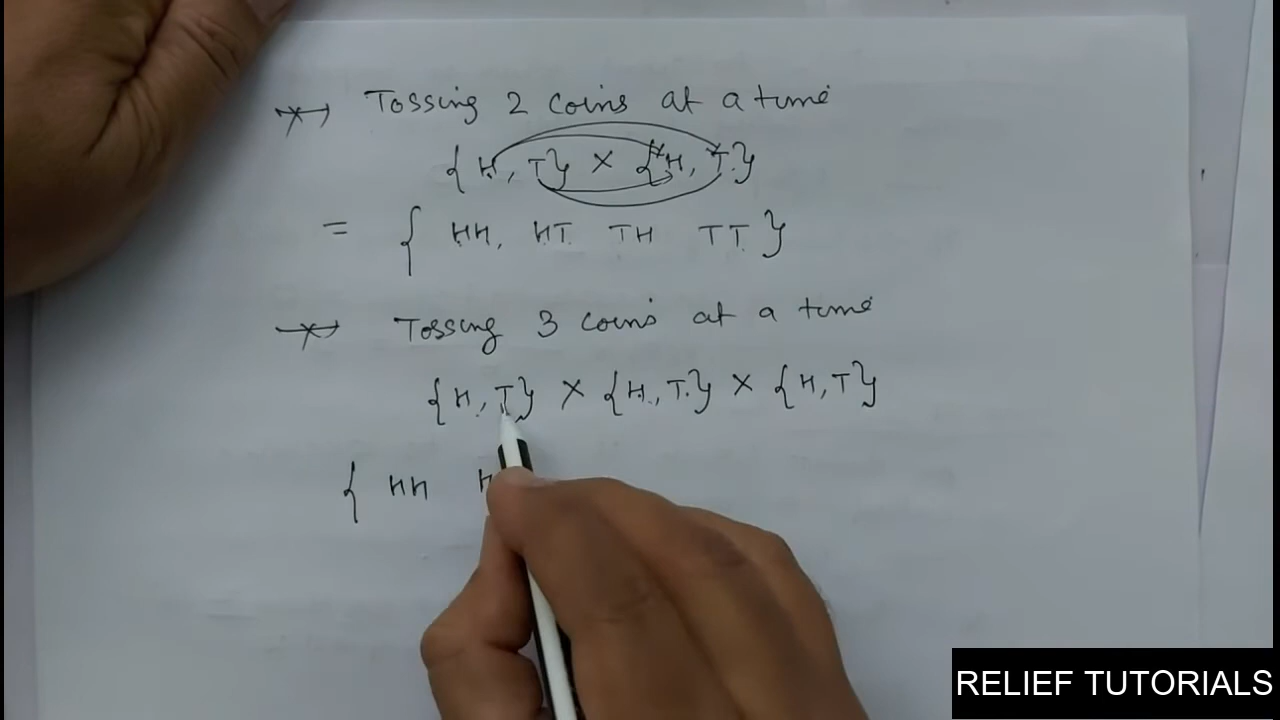 Tossing 2 coins at a time
{ H, T} × { H, T }
= { HH, HT TH TT }
Tossing 3 coins at a time
{ H, T} × { H, T } × { H, T}
{ HH H
RELIEF TUTORIALS